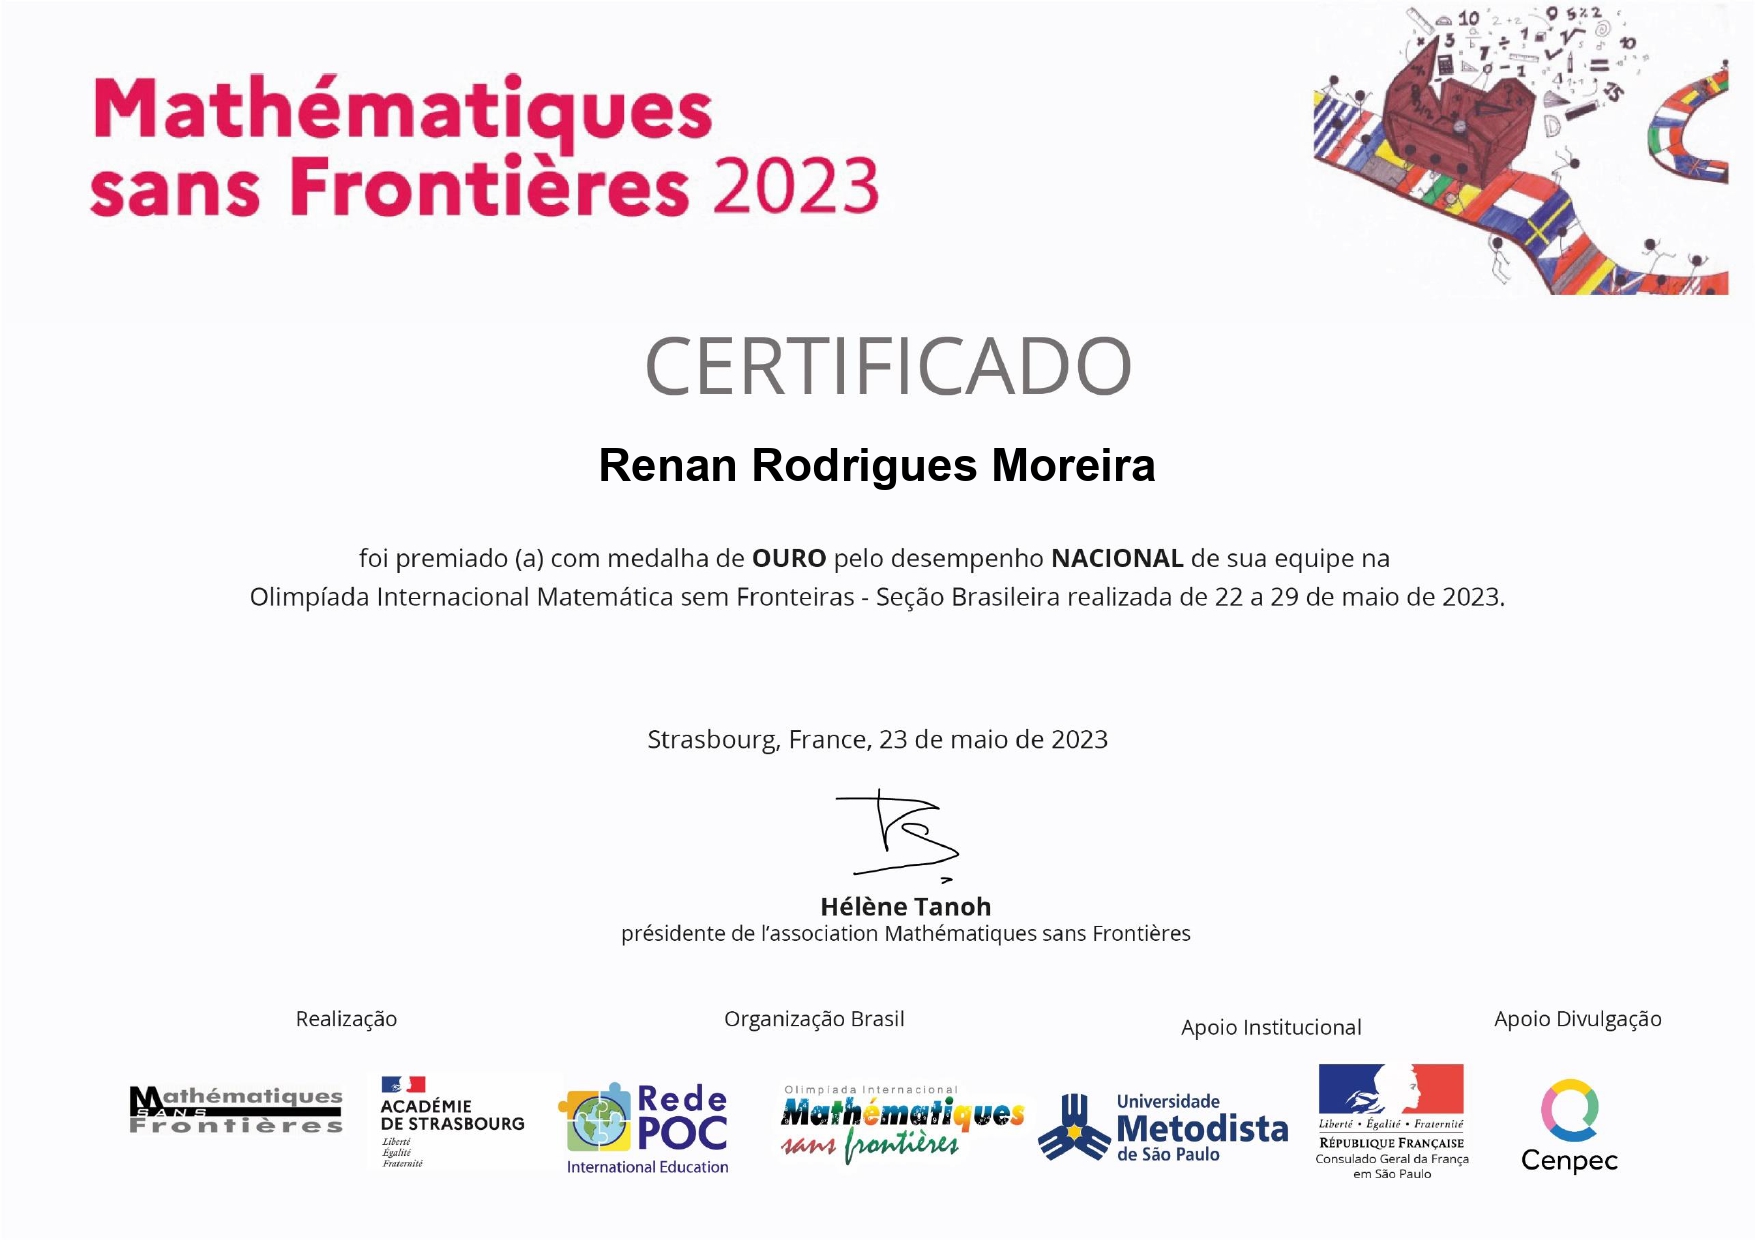 Mathématiques
sans Frontières 2023
CERTIFICADO
Renan Rodrigues Moreira
foi premiado (a) com medalha de OURO pelo desempenho NACIONAL de sua equipe na
Olimpíada Internacional Matemática sem Fronteiras - Seção Brasileira realizada de 22 a 29 de maio de 2023.
Strasbourg, France, 23 de maio de 2023
Hélène Tanoh
présidente de l'association Mathématiques sans Frontières
Realização
Organização Brasil
Apoio Institucional
Apoio Divulgação
Mathématiques
SANS
Frontières
ACADÉMIE
DE STRASBOURG
Liberté
Égalité
Fraternité
Rede
POC
International Education
Olimpíada Internacional
Mathématiques
sans frontières
Universidade
Metodista
de São Paulo
Liberté • Égalité • Fraternité
RÉPUBLIQUE FRANÇAISE
Consulado Geral da França
em São Paulo
Cenpec